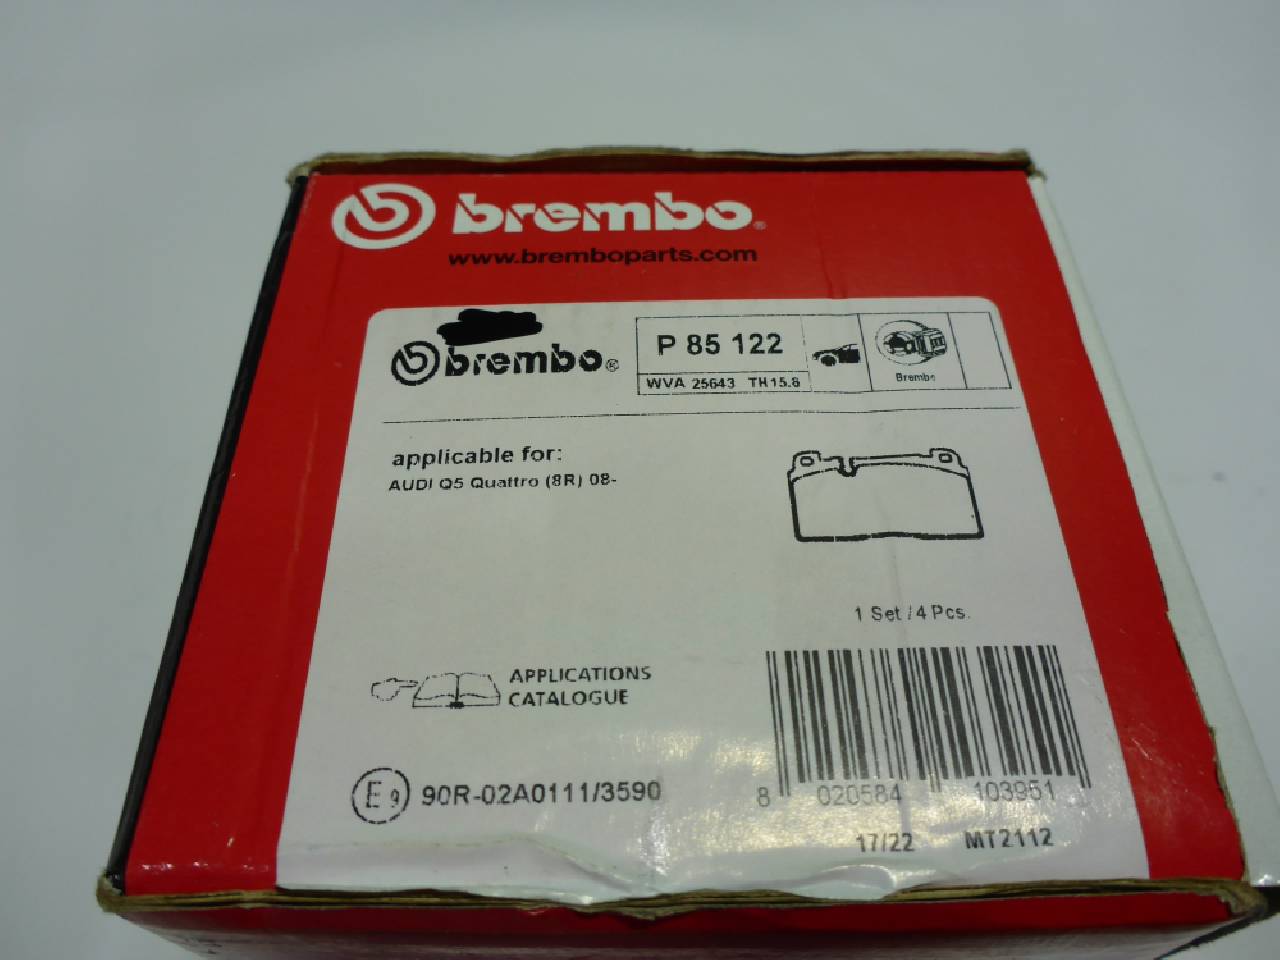 brembo®
www.bremboparts.com
brembo®
P 85 122
WVA 25643 TH15.8
Brembo
applicable for:
AUDI Q5 Quattro (8R) 08-
1 Set / 4 Pcs.
APPLICATIONS
CATALOGUE
E9 90R-02A0111/3590
8 020584 103951
17/22 MT2112